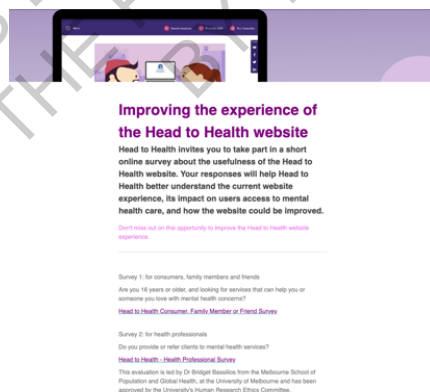 Improving the experience of
the Head to Health website
Head to Health invites you to take part in a short
online survey about the usefulness of the Head to
Health website. Your responses will help Head to
Health better understand the current website
experience, its impact on users access to mental
health care, and how the website could be improved.
Don't miss out on this opportunity to improve the Head to Health website
experience.
Survey 1: for consumers, family members and friends
Are you 16 years or older, and looking for services that can help you or
someone you love with mental health concerns?
Head to Health Consumer, Family Member or Friend Survey
Survey 2: for health professionals
Do you provide or refer clients to mental health services?
Head to Health - Health Professional Survey
This evaluation is led by Dr Bridget Bassilios from the Melbourne School of
Population and Global Health, at the University of Melbourne and has been
approved by the University's Human Research Ethics Committee.
THE
BY